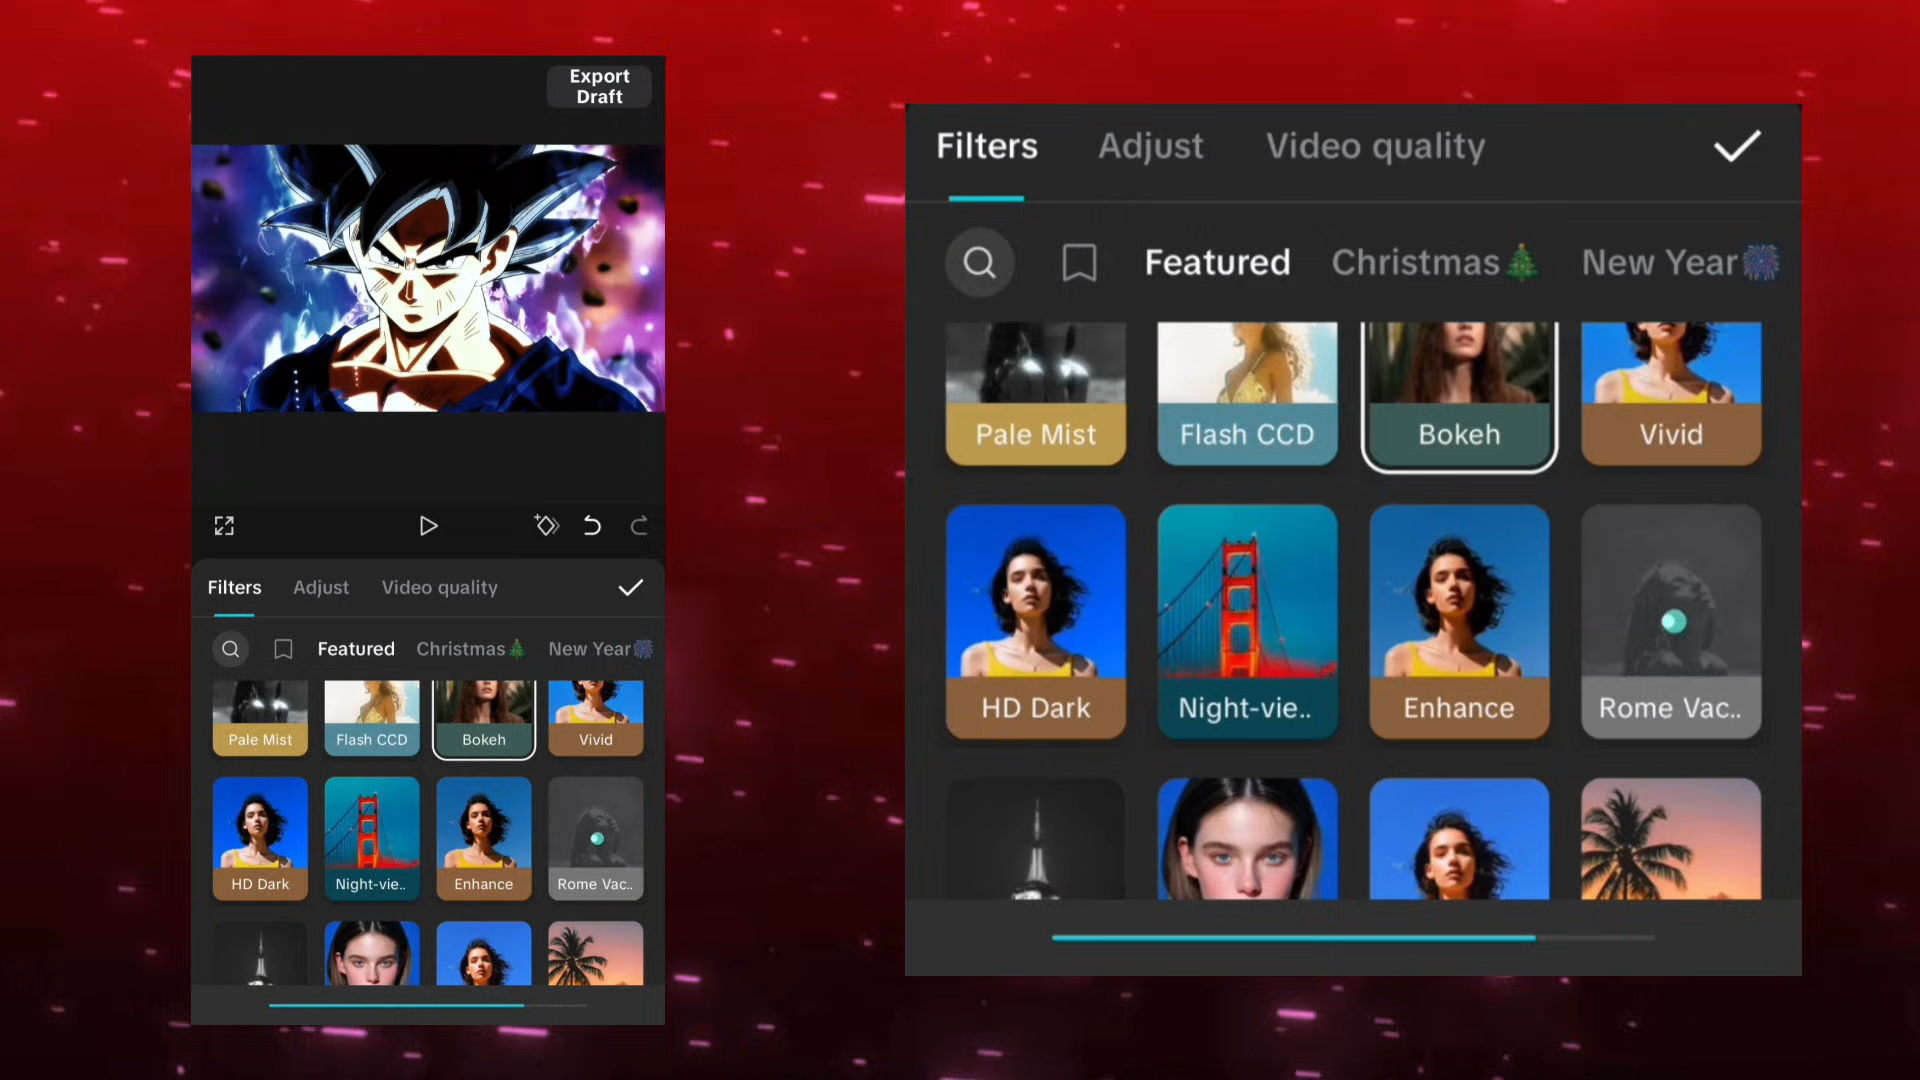 Export
Draft
Filters Adjust Video quality
Featured Christmas🎄 New Year🎆
Pale Mist Flash CCD Bokeh Vivid
HD Dark Night-vie.. Enhance Rome Vac..
Filters Adjust Video quality
Featured Christmas🎄 New Year🎆
Pale Mist Flash CCD Bokeh Vivid
HD Dark Night-vie.. Enhance Rome Vac..